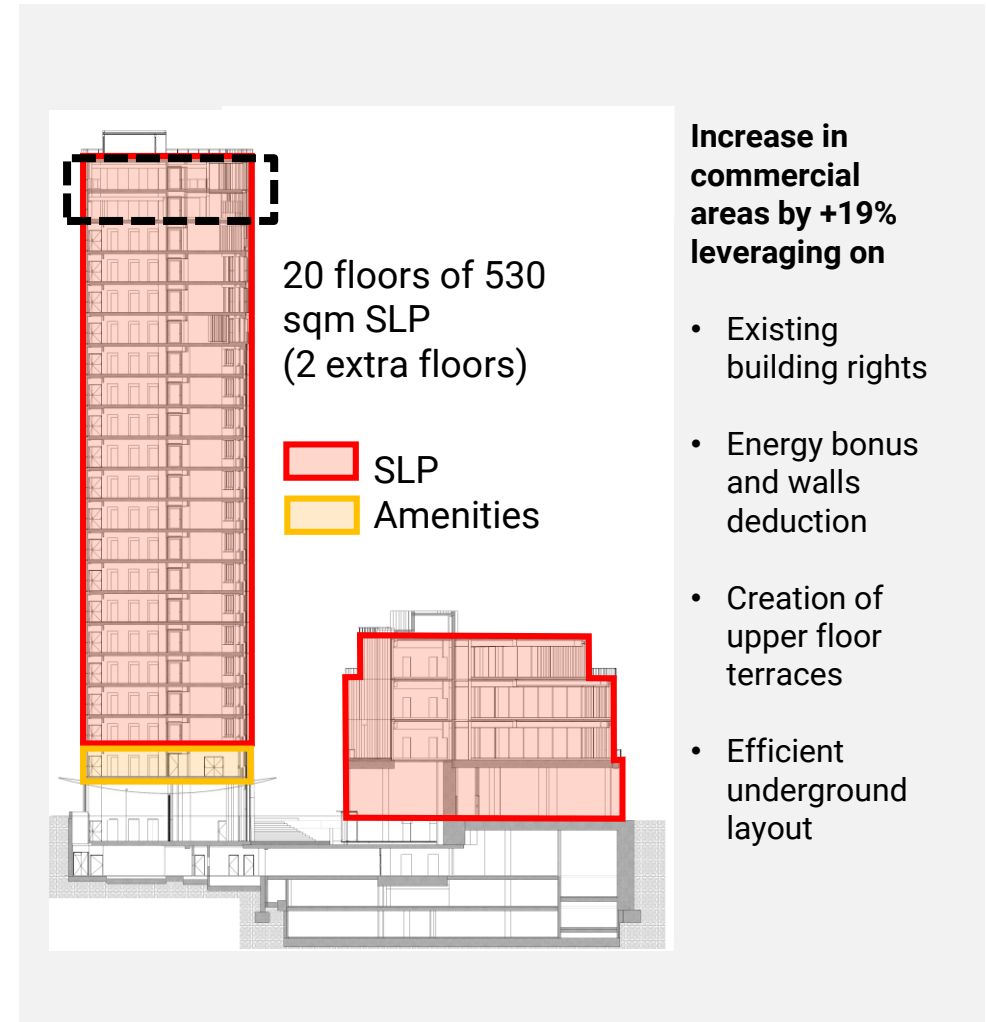 Increase in
commercial
areas by +19%
leveraging on
20 floors of 530
sqm SLP
(2 extra floors)
SLP
Amenities
• Existing
building rights
• Energy bonus
and walls
deduction
• Creation of
upper floor
terraces
• Efficient
underground
layout